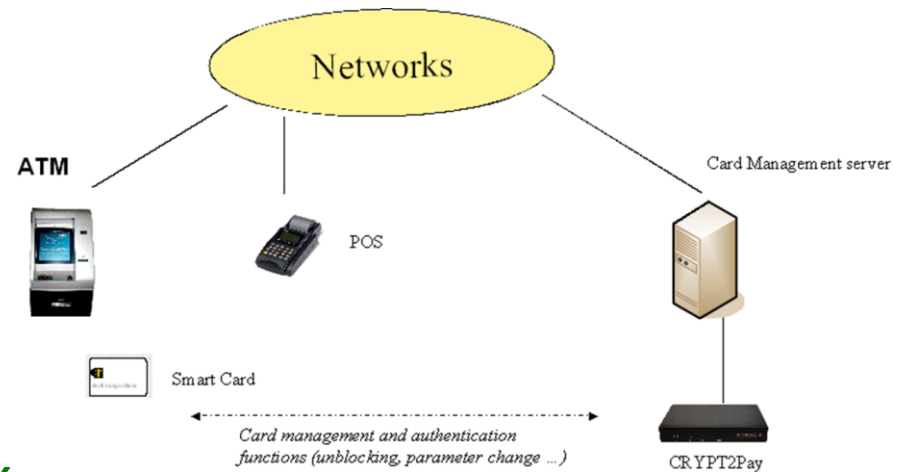 Networks
ATM
Card Management server
POS
Smart Card
Card management and authentication
functions (unblocking, parameter change ...)
CRYPT2Pay